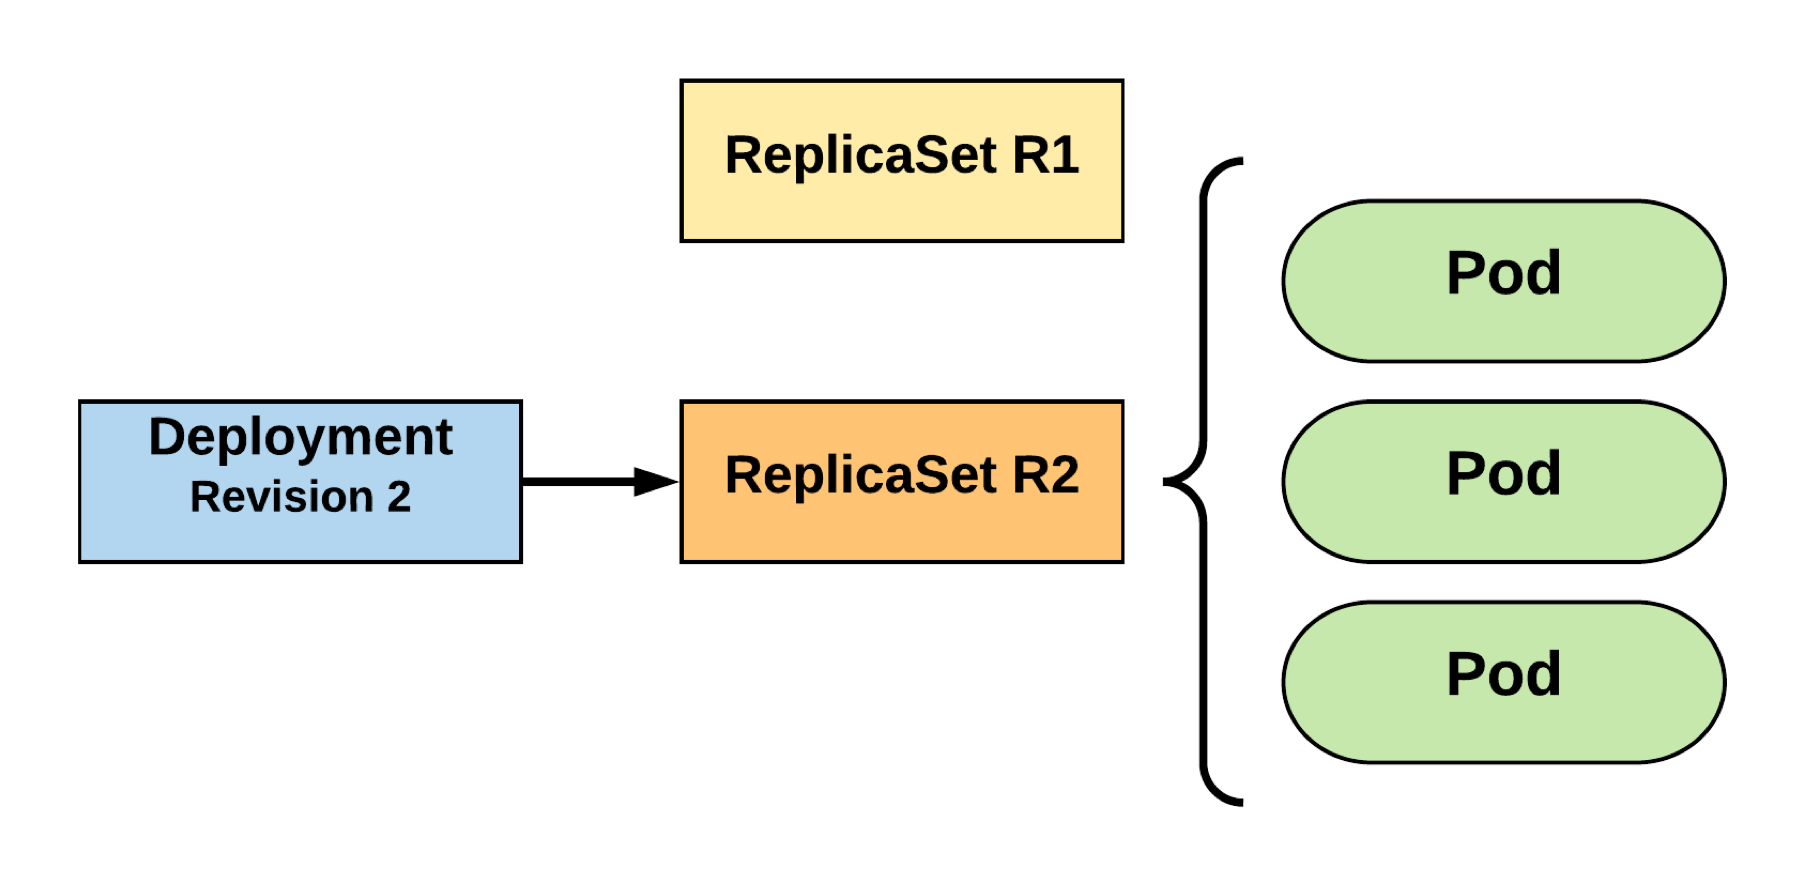 ReplicaSet R1
Deployment
Revision 2
ReplicaSet R2
Pod
Pod
Pod